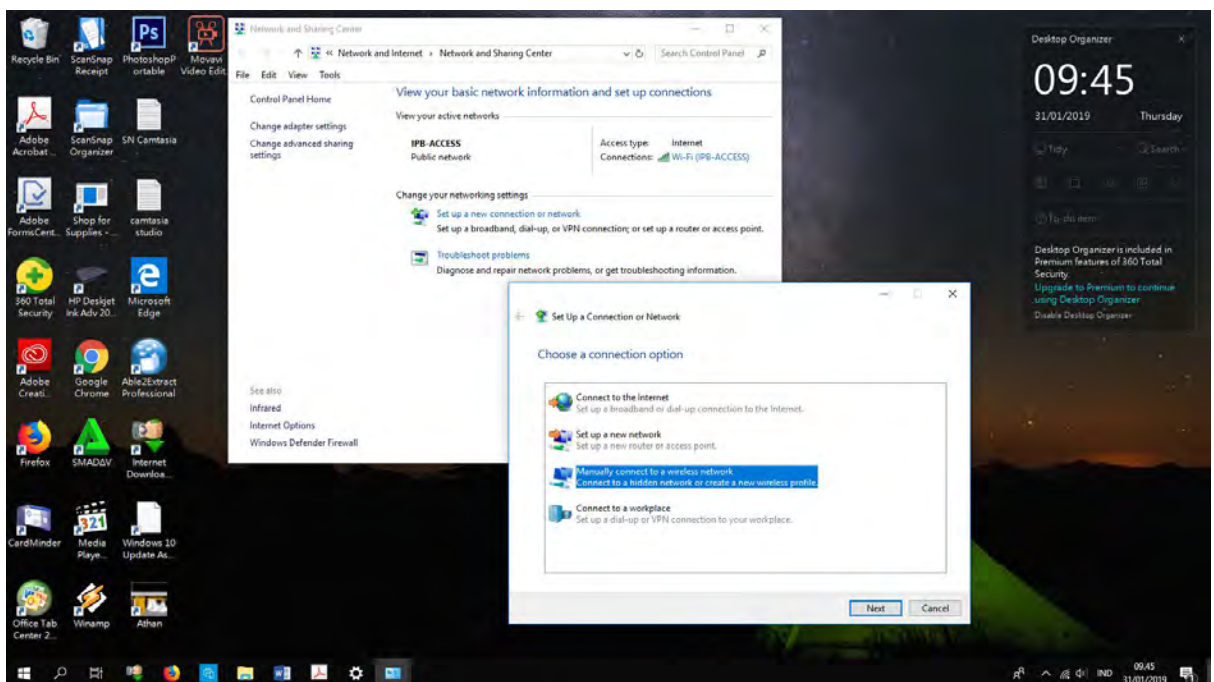 Recycle Bin
ScanSnap
Receipt
PhotoshopP
ortable
Movavi
Video Edit
Adobe
Acrobat ...
ScanSnap
Organizer
SN Camtasia
Adobe
FormsCent...
Shop for
Supplies - ...
camtasia
studio
360 Total
Security
HP Deskjet
Ink Adv 20...
Microsoft
Edge
Adobe
Creati...
Google
Chrome
Able2Extract
Professional
Firefox
SMADAV
Internet
Downloa...
CardMinder
Media
Playe...
Windows 10
Update As...
Office Tab
Center 2...
Winamp
Athan
Network and Sharing Center
« Network and Internet › Network and Sharing Center
Search Control Panel
File Edit View Tools
Control Panel Home
Change adapter settings
Change advanced sharing
settings
See also
Infrared
Internet Options
Windows Defender Firewall
View your basic network information and set up connections
View your active networks
IPB-ACCESS
Public network
Access type: Internet
Connections: Wi-Fi (IPB-ACCESS)
Change your networking settings
Set up a new connection or network
Set up a broadband, dial-up, or VPN connection; or set up a router or access point.
Troubleshoot problems
Diagnose and repair network problems, or get troubleshooting information.
Set Up a Connection or Network
Choose a connection option
Connect to the Internet
Set up a broadband or dial-up connection to the Internet.
Set up a new network
Set up a new router or access point.
Manually connect to a wireless network
Connect to a hidden network or create a new wireless profile.
Connect to a workplace
Set up a dial-up or VPN connection to your workplace.
Next Cancel
Desktop Organizer
09:45
31/01/2019 Thursday
Tidy Search
To-do item
Desktop Organizer is included in
Premium features of 360 Total
Security.
Upgrade to Premium to continue
using Desktop Organizer
Disable Desktop Organizer
IND
09.45
31/01/2019